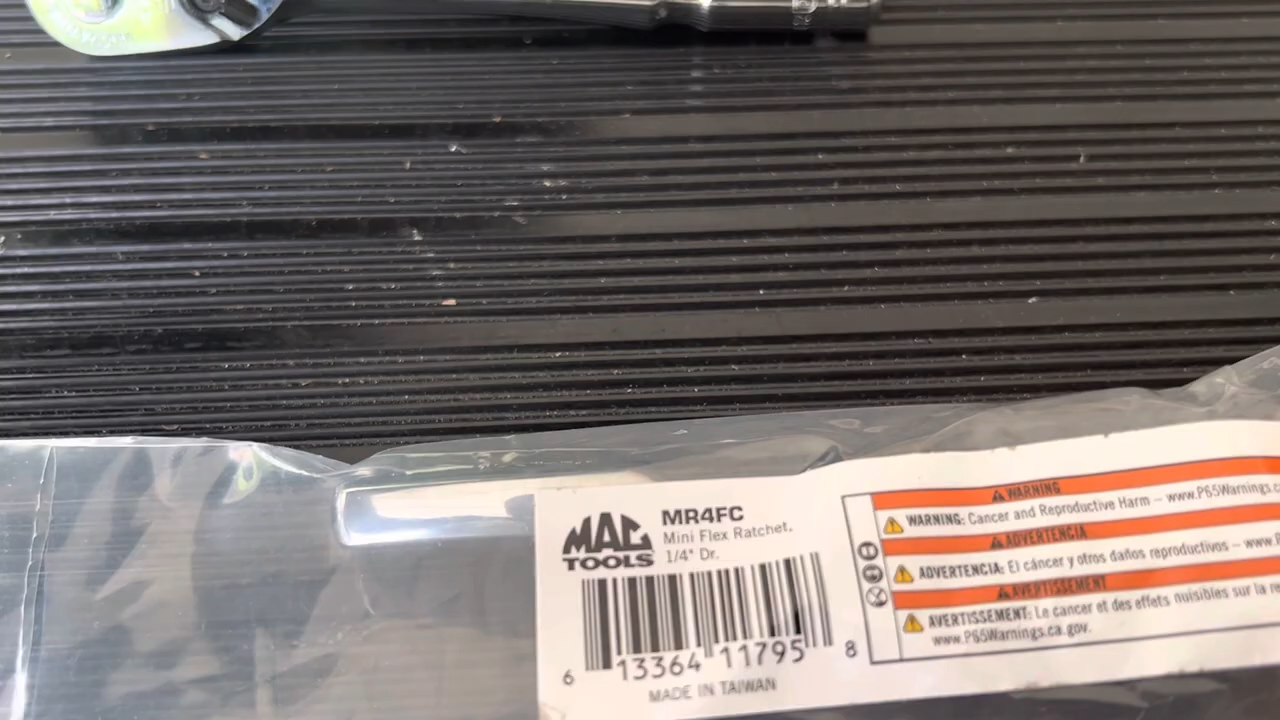 MAC
TOOLS
MR4FC
Mini Flex Ratchet,
1/4" Dr.
6 13364 11795 8
MADE IN TAIWAN
WARNING
WARNING: Cancer and Reproductive Harm – www.P65Warnings.c
ADVERTENCIA
ADVERTENCIA: El cáncer y otros daños reproductivos – www.P
AVERTISSEMENT
AVERTISSEMENT: Le cancer et des effets nuisibles sur la re
www.P65Warnings.ca.gov.